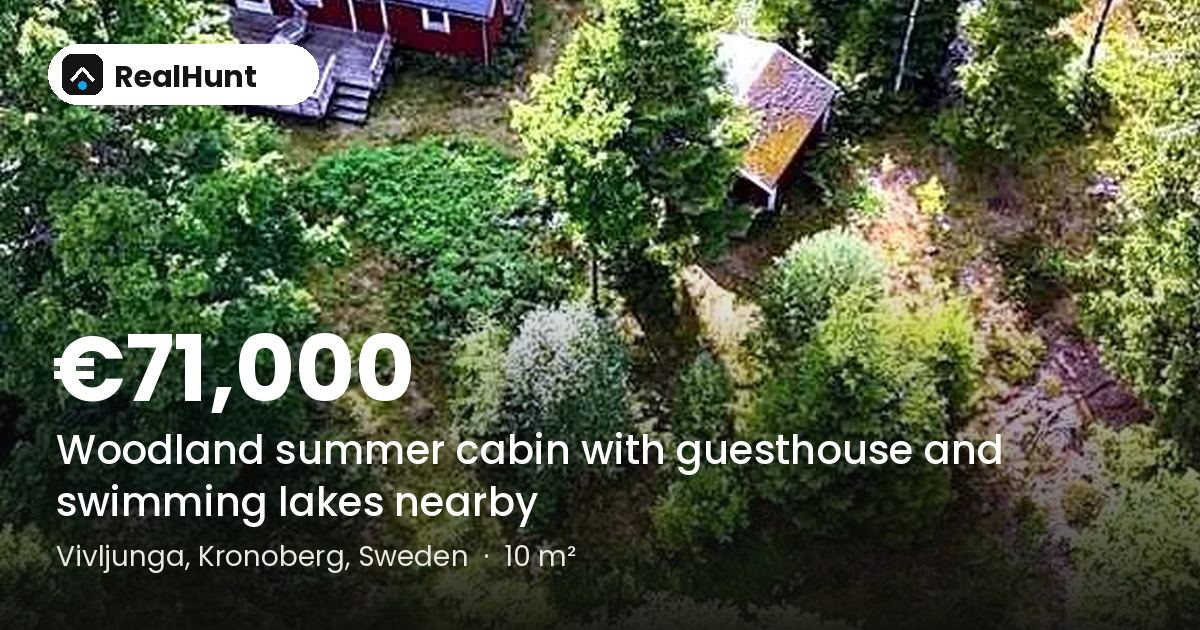 RealHunt
€71,000
Woodland summer cabin with guesthouse and
swimming lakes nearby
Vivljunga, Kronoberg, Sweden · 10 m²